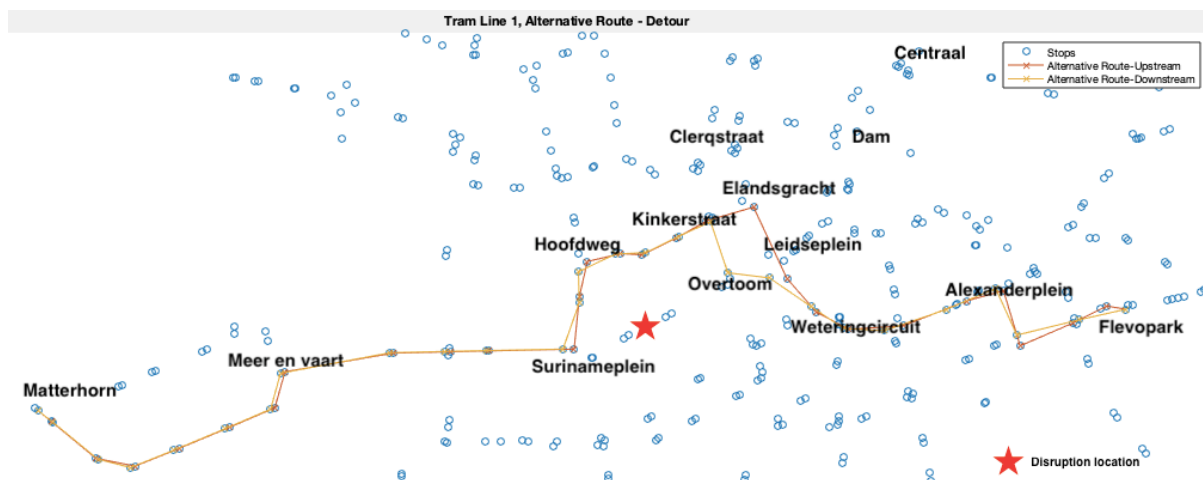 Tram Line 1, Alternative Route - Detour
Centraal
Stops
Alternative Route-Upstream
Alternative Route-Downstream
Clerqstraat
Dam
Elandsgracht
Kinkerstraat
Hoofdweg
Leidseplein
Overtoom
Alexanderplein
Weteringcircuit
Flevopark
Meer en vaart
Surinameplein
Matterhorn
Disruption location